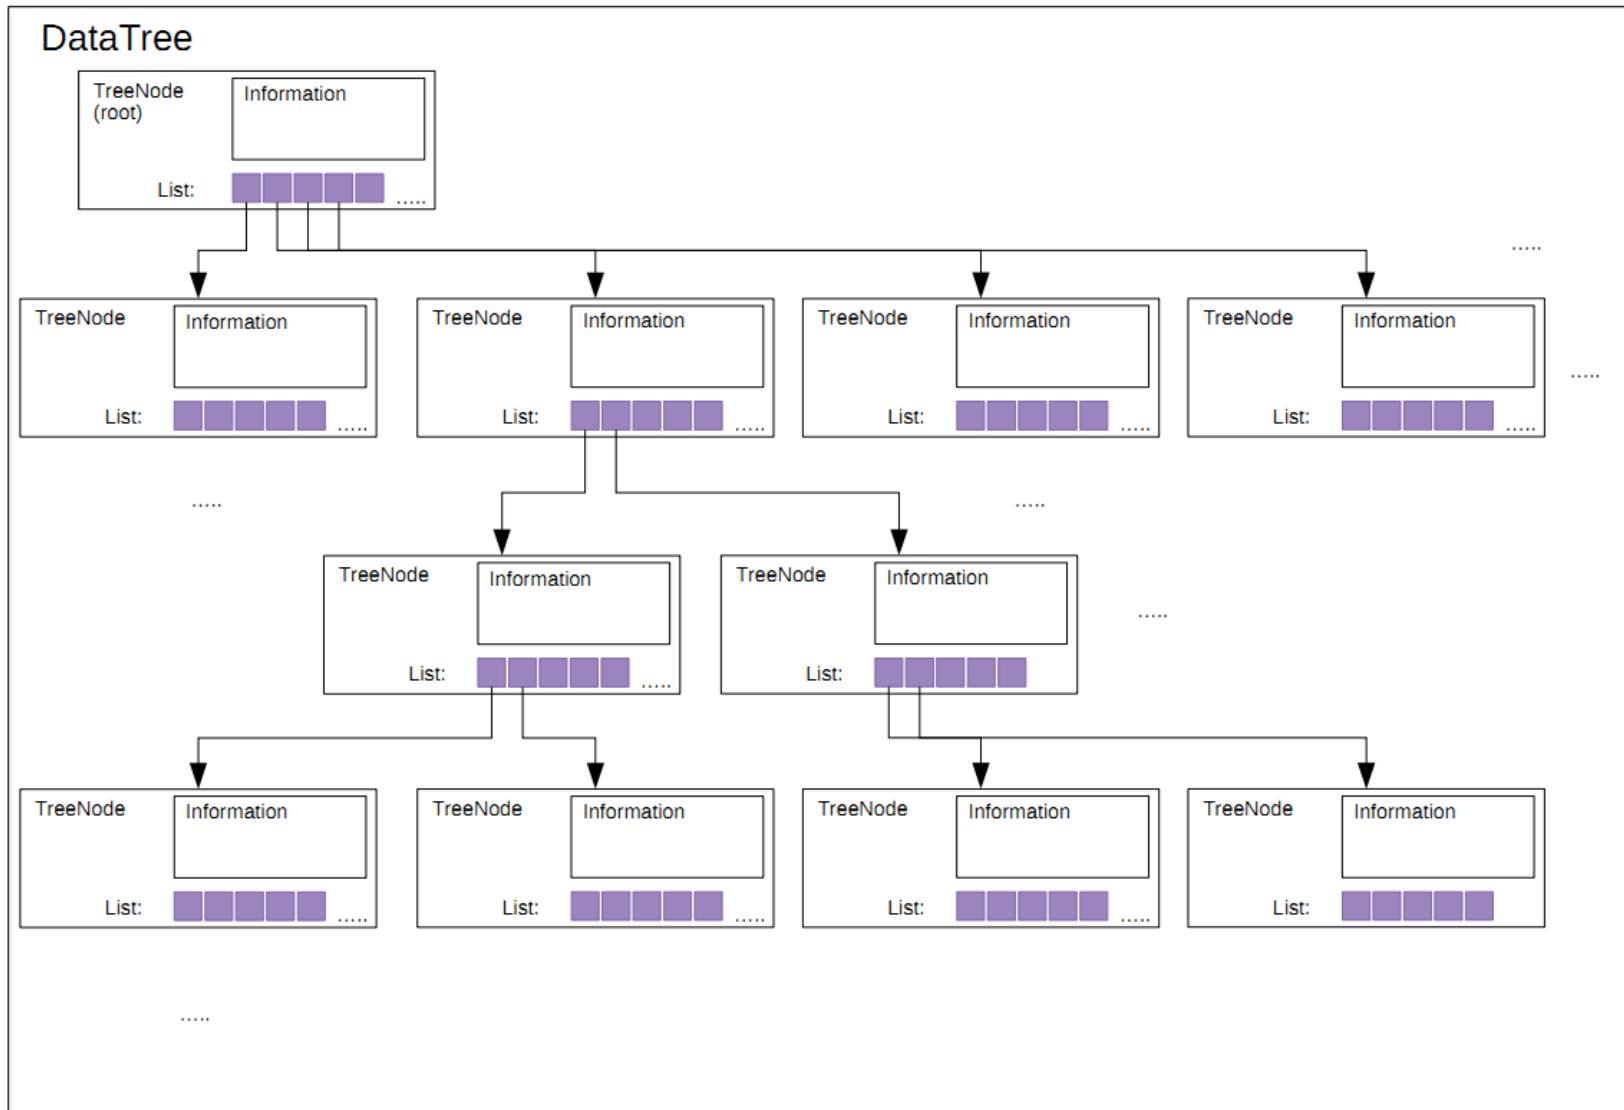 DataTree
TreeNode
(root)
Information
List:
.....
.....
TreeNode
Information
List:
.....
TreeNode
Information
List:
.....
TreeNode
Information
List:
.....
TreeNode
Information
List:
.....
.....
.....
.....
TreeNode
Information
List:
.....
TreeNode
Information
List:
.....
TreeNode
Information
List:
.....
TreeNode
Information
List:
.....
TreeNode
Information
List:
.....
TreeNode
Information
List:
.....